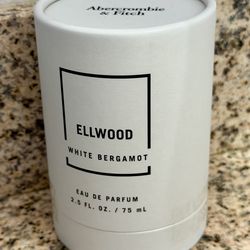 Abercrombie
& Fitch
ELLWOOD
WHITE BERGAMOT
EAU DE PARFUM
2.5 FL. OZ. / 75 mL